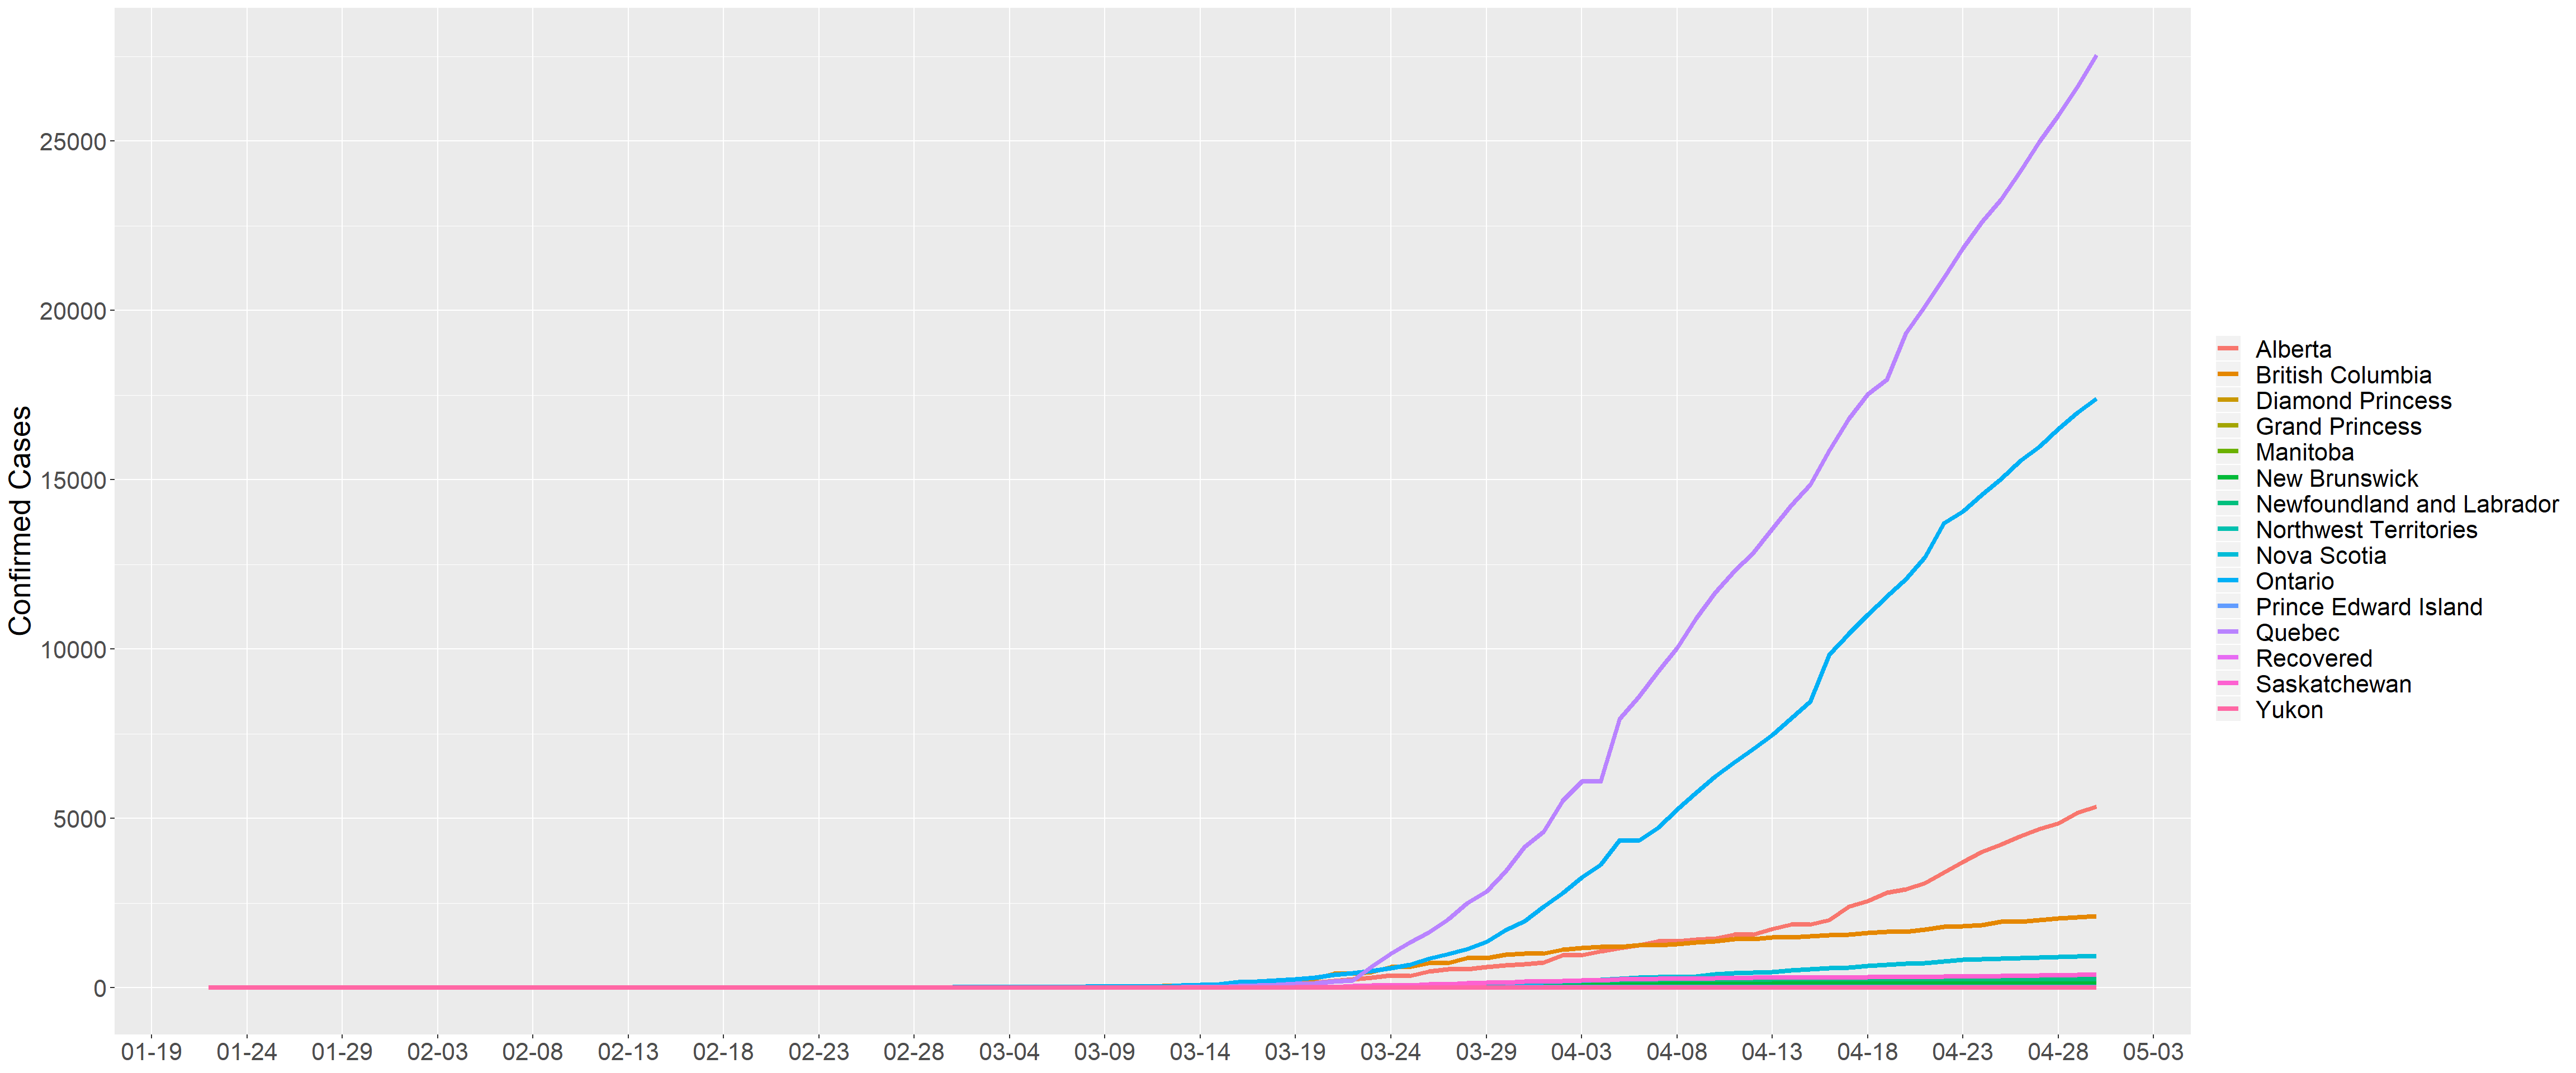 Confirmed Cases
25000
20000
15000
10000
5000
0
01-19 01-24 01-29 02-03 02-08 02-13 02-18 02-23 02-28 03-04 03-09 03-14 03-19 03-24 03-29 04-03 04-08 04-13 04-18 04-23 04-28 05-03
Alberta
British Columbia
Diamond Princess
Grand Princess
Manitoba
New Brunswick
Newfoundland and Labrador
Northwest Territories
Nova Scotia
Ontario
Prince Edward Island
Quebec
Recovered
Saskatchewan
Yukon